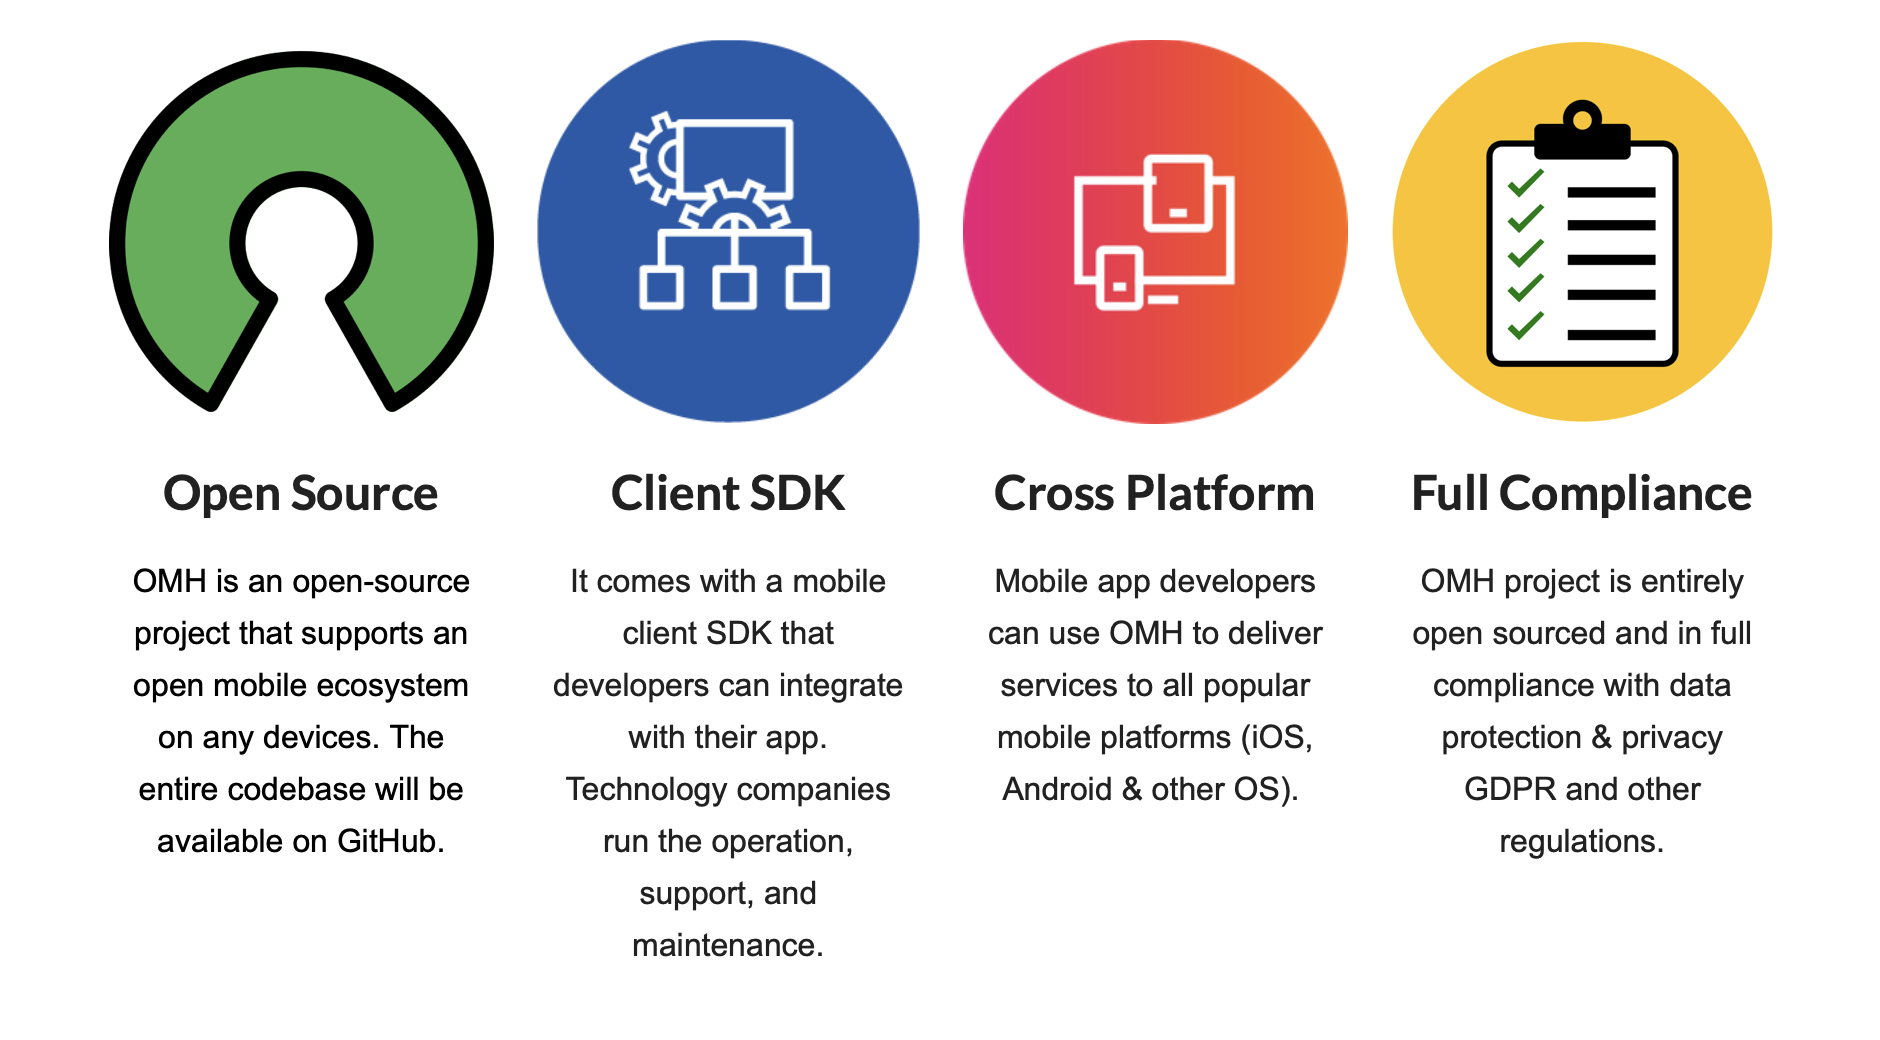 Open Source
OMH is an open-source
project that supports an
open mobile ecosystem
on any devices. The
entire codebase will be
available on GitHub.
Client SDK
It comes with a mobile
client SDK that
developers can integrate
with their app.
Technology companies
run the operation,
support, and
maintenance.
Cross Platform
Mobile app developers
can use OMH to deliver
services to all popular
mobile platforms (iOS,
Android & other OS).
Full Compliance
OMH project is entirely
open sourced and in full
compliance with data
protection & privacy
GDPR and other
regulations.